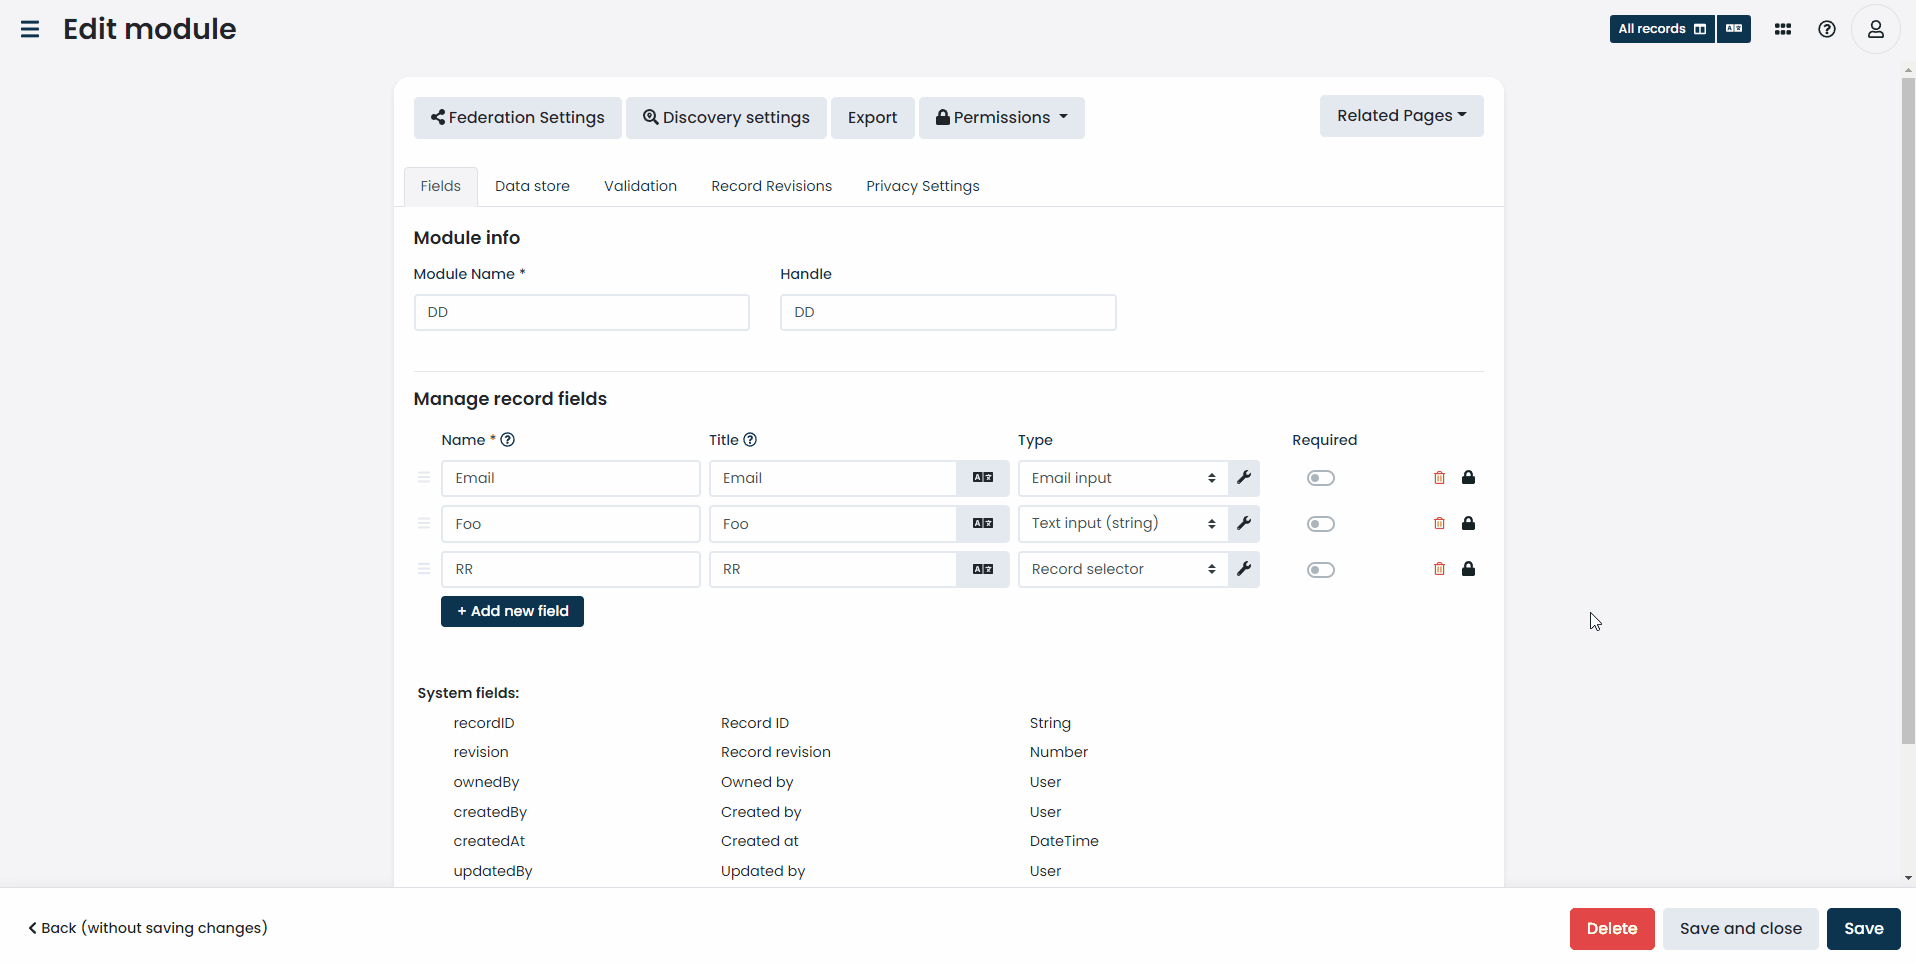 Edit module
All records
Federation Settings
Discovery settings
Export
Permissions
Related Pages
Fields
Data store
Validation
Record Revisions
Privacy Settings
Module info
Module Name *
Handle
DD
DD
Manage record fields
Name *
Title
Type
Required
Email
Email
Email input
Foo
Foo
Text input (string)
RR
RR
Record selector
+ Add new field
System fields:
recordID
Record ID
String
revision
Record revision
Number
ownedBy
Owned by
User
createdBy
Created by
User
createdAt
Created at
DateTime
updatedBy
Updated by
User
Back (without saving changes)
Delete
Save and close
Save